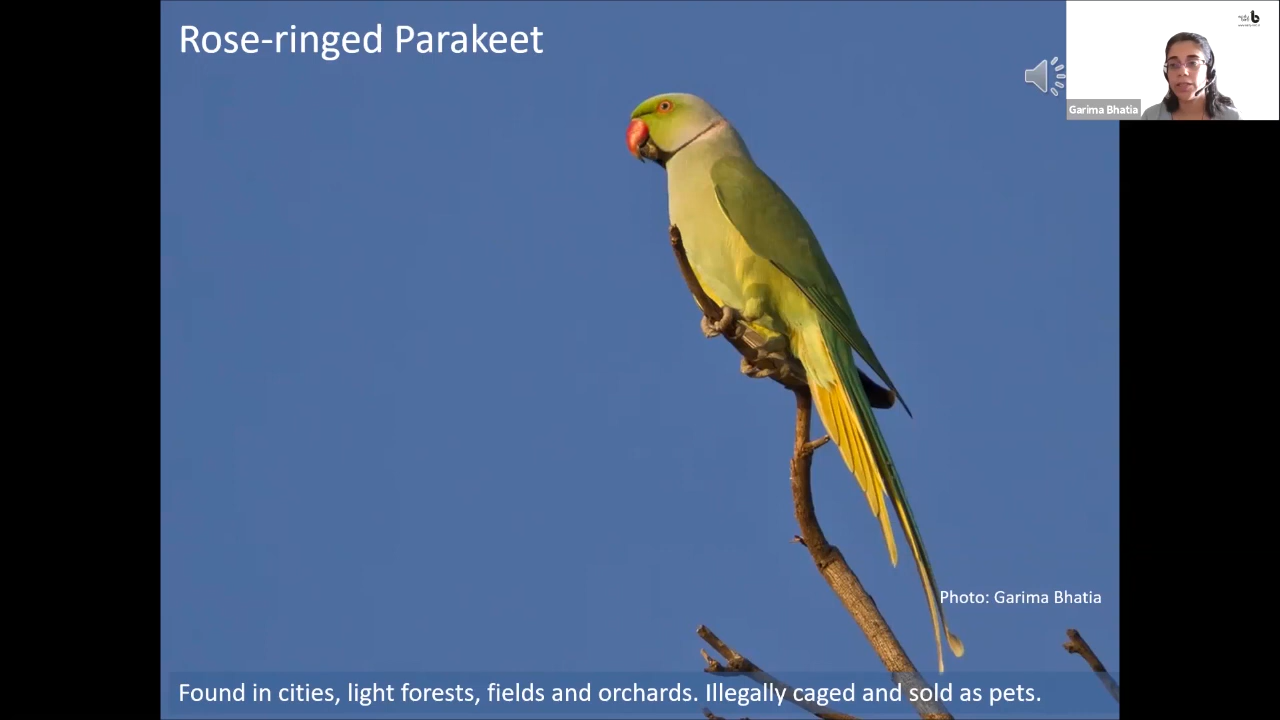 Rose-ringed Parakeet
Garima Bhatia
Photo: Garima Bhatia
Found in cities, light forests, fields and orchards. Illegally caged and sold as pets.